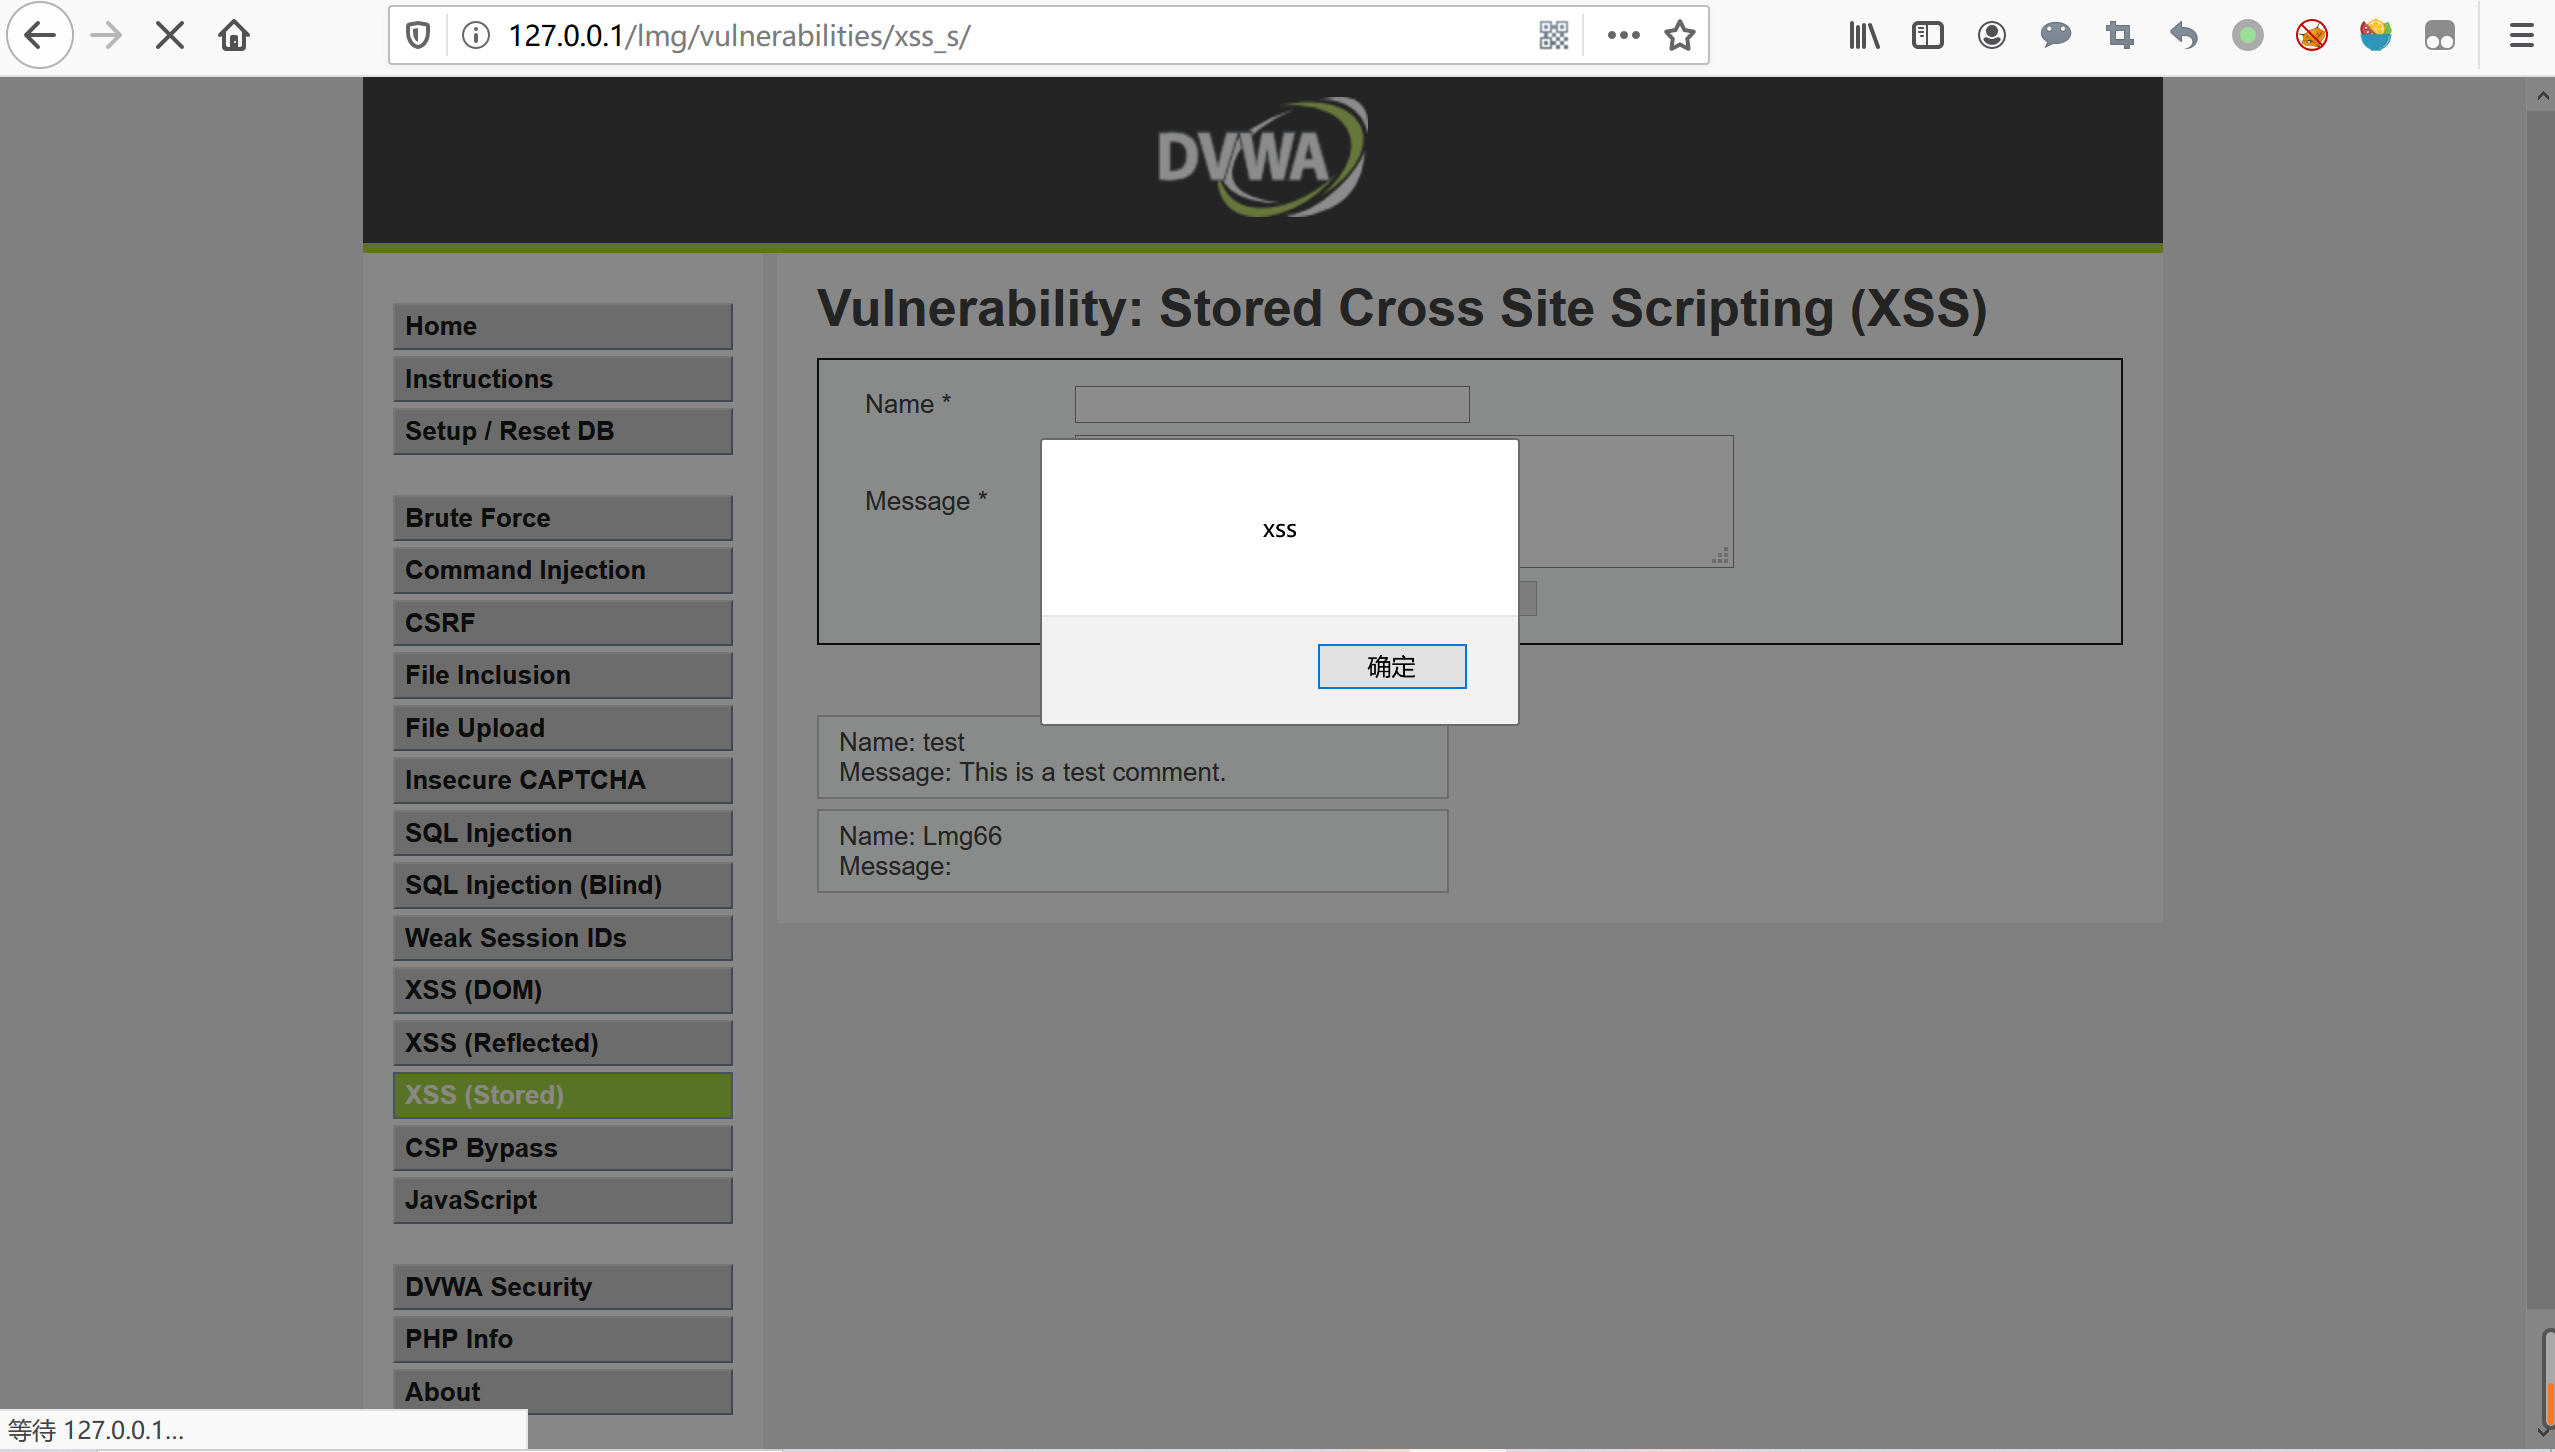 127.0.0.1/lmg/vulnerabilities/xss_s/
DVWA
Home
Instructions
Setup / Reset DB
Brute Force
Command Injection
CSRF
File Inclusion
File Upload
Insecure CAPTCHA
SQL Injection
SQL Injection (Blind)
Weak Session IDs
XSS (DOM)
XSS (Reflected)
XSS (Stored)
CSP Bypass
JavaScript
DVWA Security
PHP Info
About
Vulnerability: Stored Cross Site Scripting (XSS)
Name *
Message *
xss
确定
Name: test
Message: This is a test comment.
Name: Lmg66
Message:
等待 127.0.0.1...